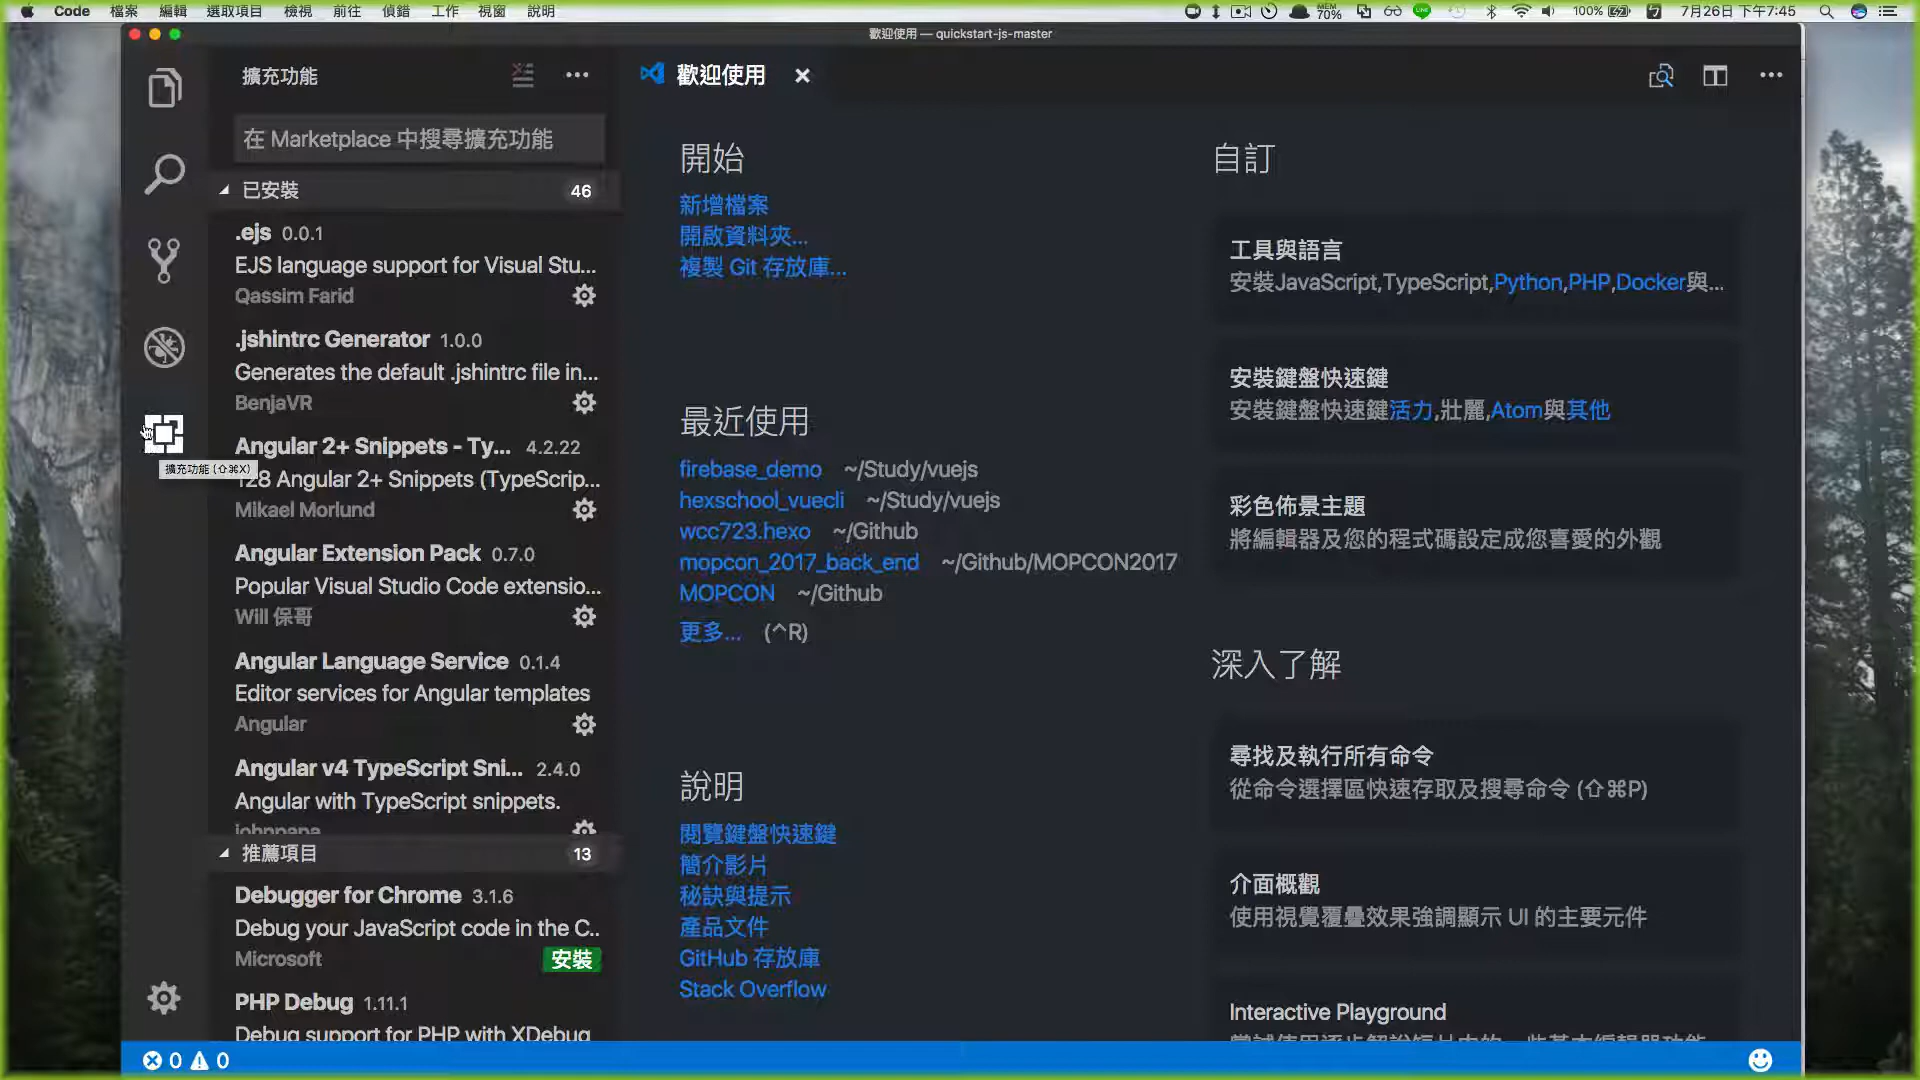 Code 檔案 編輯 選取項目 檢視 前往 偵錯 工作 視窗 說明
MEM 70% LINE 100% 7月26日 下午7:45
歡迎使用 — quickstart-js-master
擴充功能
歡迎使用
在 Marketplace 中搜尋擴充功能
已安裝 46
.ejs 0.0.1
EJS language support for Visual Stu...
Qassim Farid
.jshintrc Generator 1.0.0
Generates the default .jshintrc file in...
BenjaVR
Angular 2+ Snippets - Ty... 4.2.22
擴充功能 (⇧⌘X)
128 Angular 2+ Snippets (TypeScrip...
Mikael Morlund
Angular Extension Pack 0.7.0
Popular Visual Studio Code extensio...
Will 保哥
Angular Language Service 0.1.4
Editor services for Angular templates
Angular
Angular v4 TypeScript Sni... 2.4.0
Angular with TypeScript snippets.
johnpapa
推薦項目 13
Debugger for Chrome 3.1.6
Debug your JavaScript code in the C..
Microsoft 安裝
PHP Debug 1.11.1
Debug support for PHP with XDebug
0 0
開始
新增檔案
開啟資料夾...
複製 Git 存放庫...
最近使用
firebase_demo ~/Study/vuejs
hexschool_vuecli ~/Study/vuejs
wcc723.hexo ~/Github
mopcon_2017_back_end ~/Github/MOPCON2017
MOPCON ~/Github
更多... (^R)
說明
閱覽鍵盤快速鍵
簡介影片
秘訣與提示
產品文件
GitHub 存放庫
Stack Overflow
自訂
工具與語言
安裝JavaScript,TypeScript,Python,PHP,Docker與...
安裝鍵盤快速鍵
安裝鍵盤快速鍵活力,壯麗,Atom與其他
彩色佈景主題
將編輯器及您的程式碼設定成您喜愛的外觀
深入了解
尋找及執行所有命令
從命令選擇區快速存取及搜尋命令 (⇧⌘P)
介面概觀
使用視覺覆疊效果強調顯示 UI 的主要元件
Interactive Playground